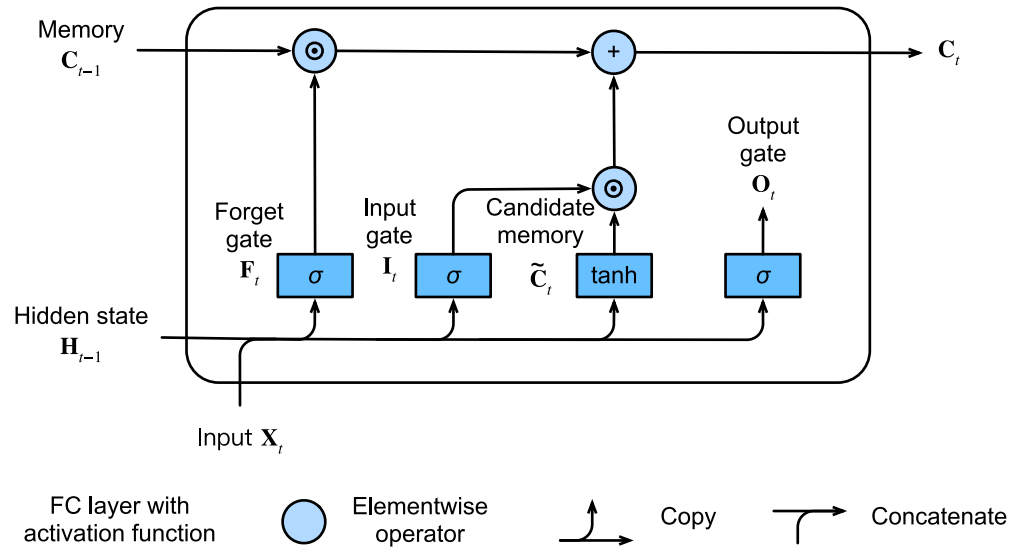 Memory
C_{t−1}
⊙
+
C_t
Output
gate
O_t
⊙
Forget
gate
F_t
Input
gate
I_t
Candidate
memory
C̃_t
σ
σ
tanh
σ
Hidden state
H_{t−1}
Input X_t
FC layer with
activation function
Elementwise
operator
Copy
Concatenate